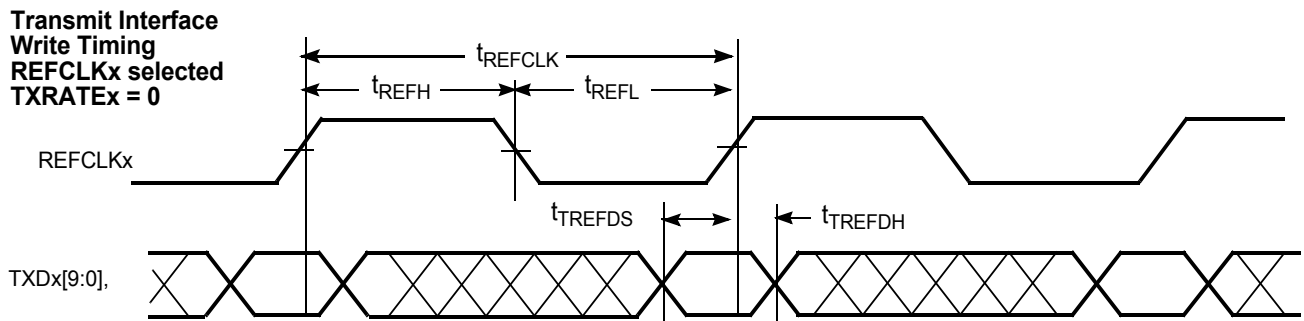 Transmit Interface
Write Timing
REFCLKx selected
TXRATEx = 0
tREFCLK
tREFH
tREFL
REFCLKx
tTREFDS
tTREFDH
TXDx[9:0],